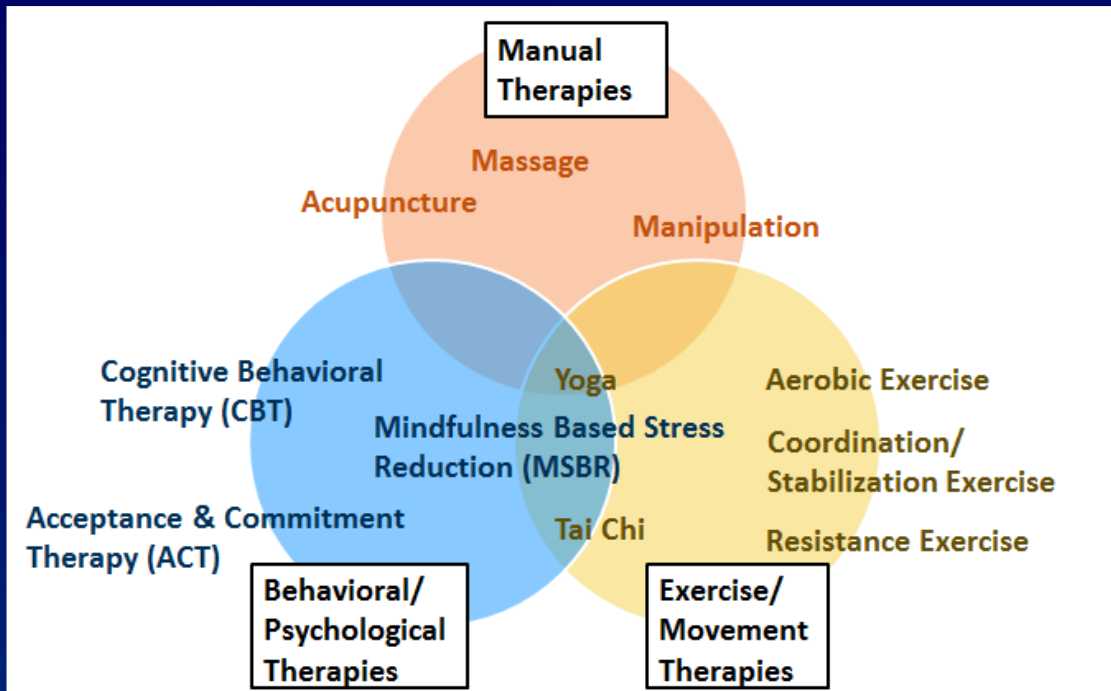 Manual
Therapies
Massage
Acupuncture
Manipulation
Cognitive Behavioral
Therapy (CBT)
Yoga
Aerobic Exercise
Mindfulness Based Stress
Reduction (MSBR)
Coordination/
Stabilization Exercise
Acceptance & Commitment
Therapy (ACT)
Tai Chi
Resistance Exercise
Behavioral/
Psychological
Therapies
Exercise/
Movement
Therapies